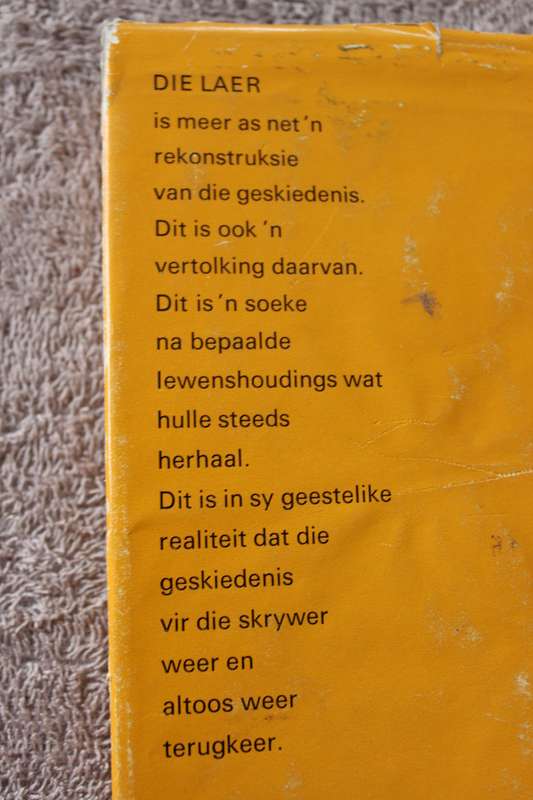 DIE LAER
is meer as net 'n
rekonstruksie
van die geskiedenis.
Dit is ook 'n
vertolking daarvan.
Dit is 'n soeke
na bepaalde
lewenshoudings wat
hulle steeds
herhaal.
Dit is in sy geestelike
realiteit dat die
geskiedenis
vir die skrywer
weer en
altoos weer
terugkeer.